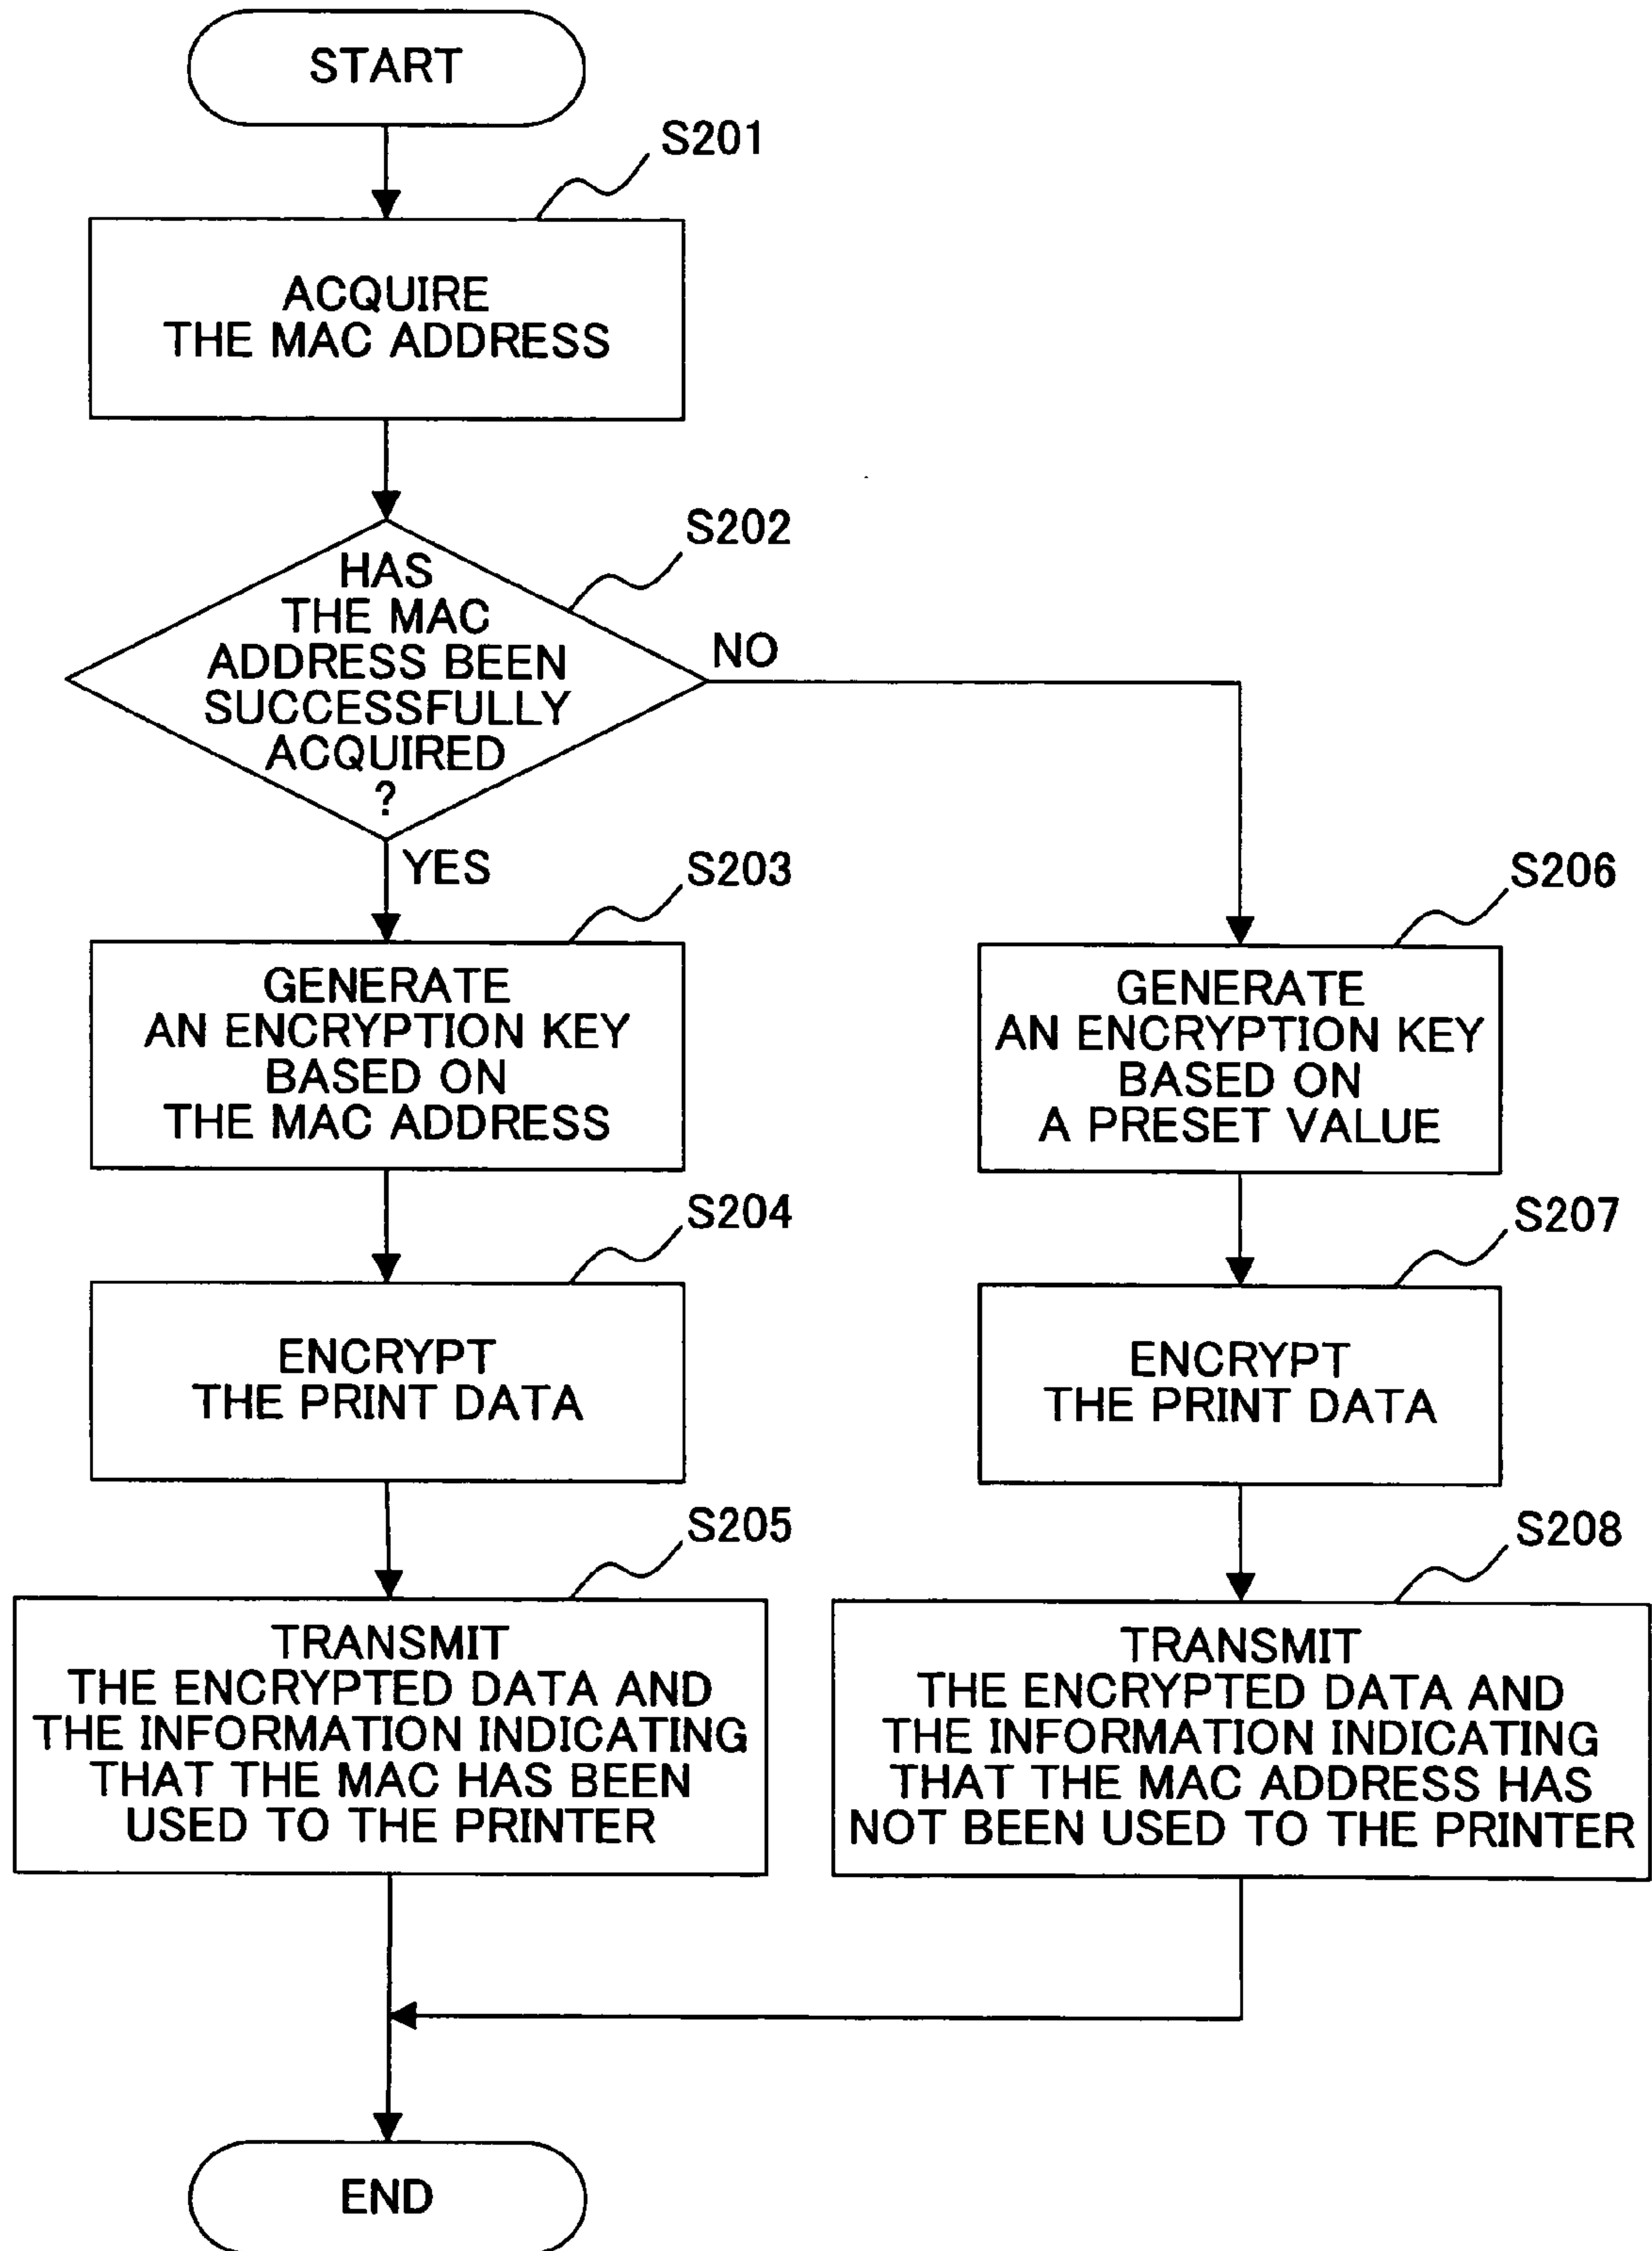 START
S201
ACQUIRE
THE MAC ADDRESS
S202
HAS
THE MAC
ADDRESS BEEN
SUCCESSFULLY
ACQUIRED
?
NO
YES
S203
GENERATE
AN ENCRYPTION KEY
BASED ON
THE MAC ADDRESS
S206
GENERATE
AN ENCRYPTION KEY
BASED ON
A PRESET VALUE
S204
ENCRYPT
THE PRINT DATA
S207
ENCRYPT
THE PRINT DATA
S205
TRANSMIT
THE ENCRYPTED DATA AND
THE INFORMATION INDICATING
THAT THE MAC HAS BEEN
USED TO THE PRINTER
S208
TRANSMIT
THE ENCRYPTED DATA AND
THE INFORMATION INDICATING
THAT THE MAC ADDRESS HAS
NOT BEEN USED TO THE PRINTER
END